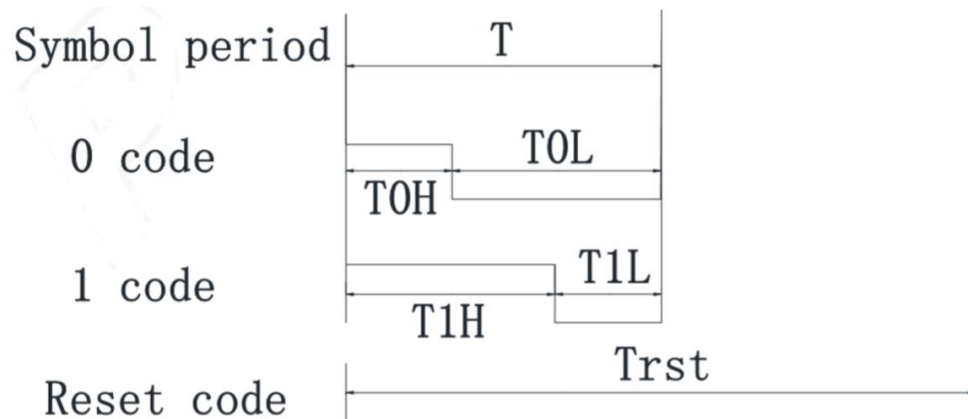 Symbol period T
0 code T0L
T0H
1 code T1L
T1H
Trst
Reset code